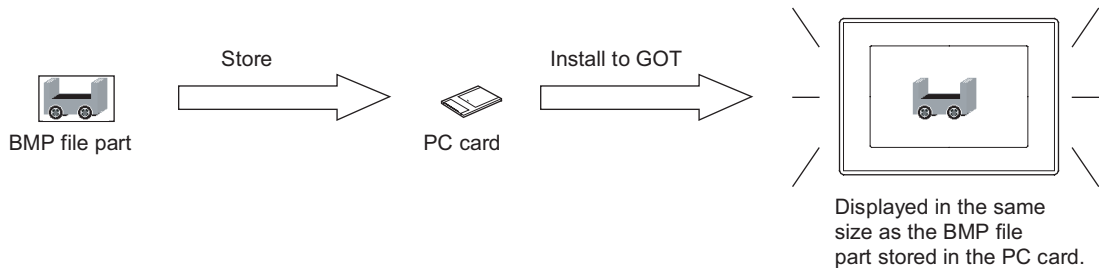 Store
Install to GOT
BMP file part
PC card
Displayed in the same
size as the BMP file
part stored in the PC card.